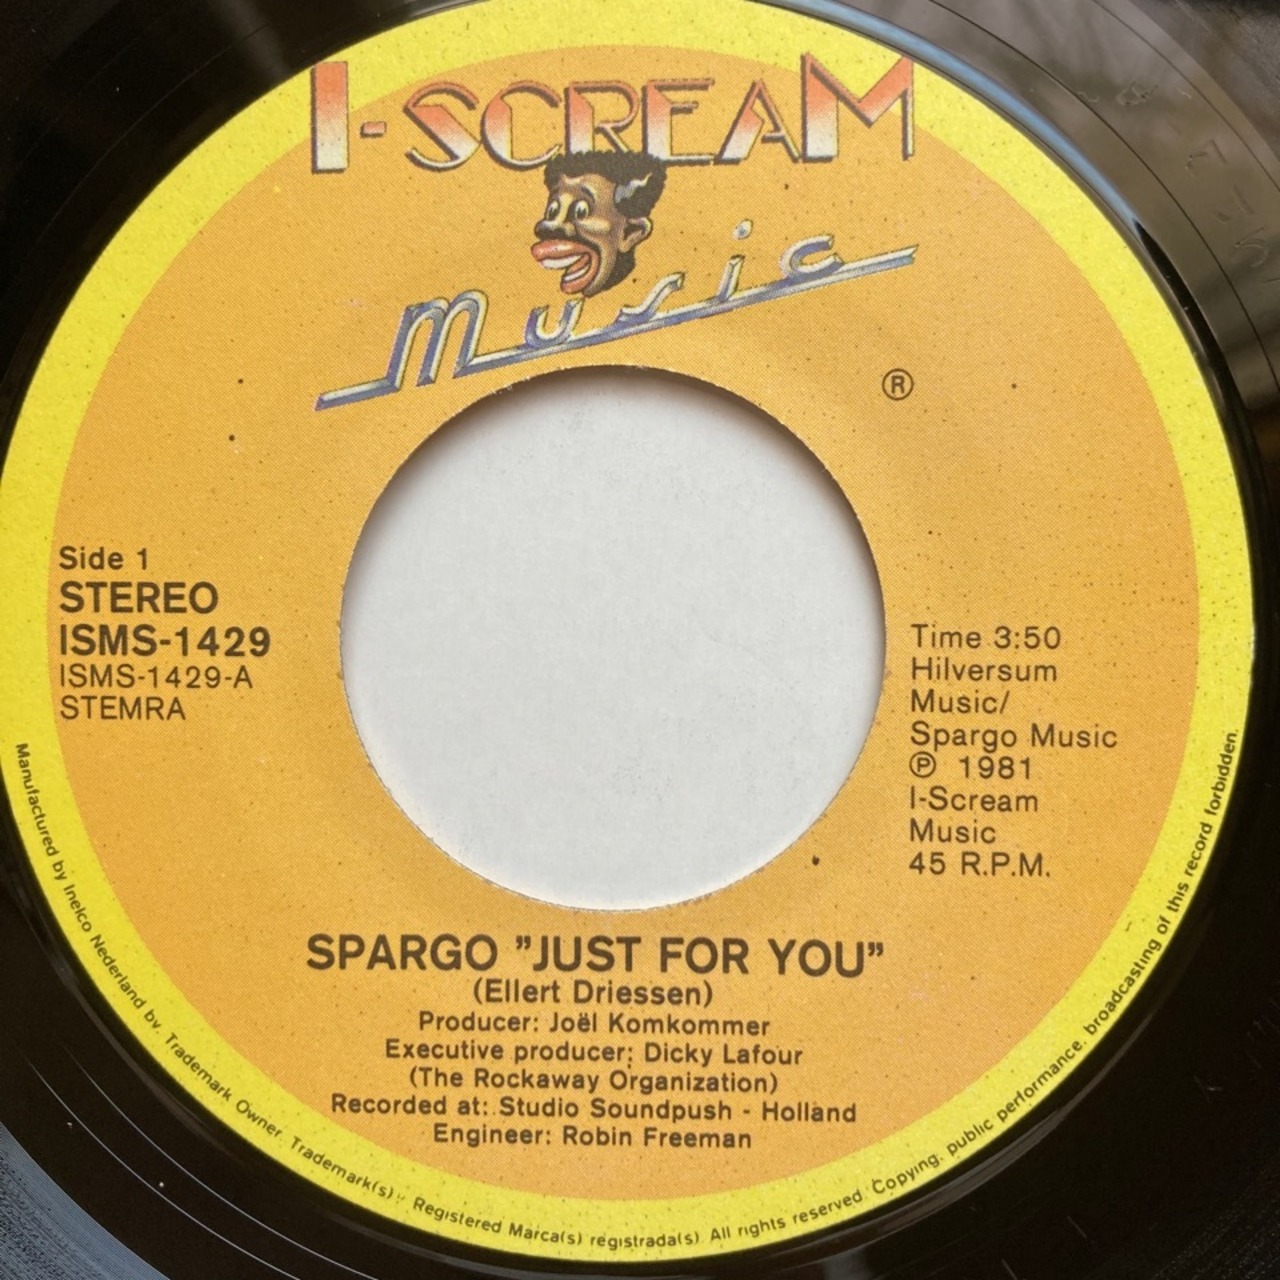 I-SCREAM
Music
®
Side 1
STEREO
ISMS-1429
ISMS-1429-A
STEMRA
Time 3:50
Hilversum
Music/
Spargo Music
℗ 1981
I-Scream
Music
45 R.P.M.
SPARGO ”JUST FOR YOU”
(Ellert Driessen)
Producer: Joël Komkommer
Executive producer: Dicky Lafour
(The Rockaway Organization)
Recorded at: Studio Soundpush - Holland
Engineer: Robin Freeman
Manufactured by Inelco Nederland bv. Trademark Owner. Trademark(s) - Registered Marca(s) registrada(s). All rights reserved. Copying, public performance, broadcasting of this record forbidden.